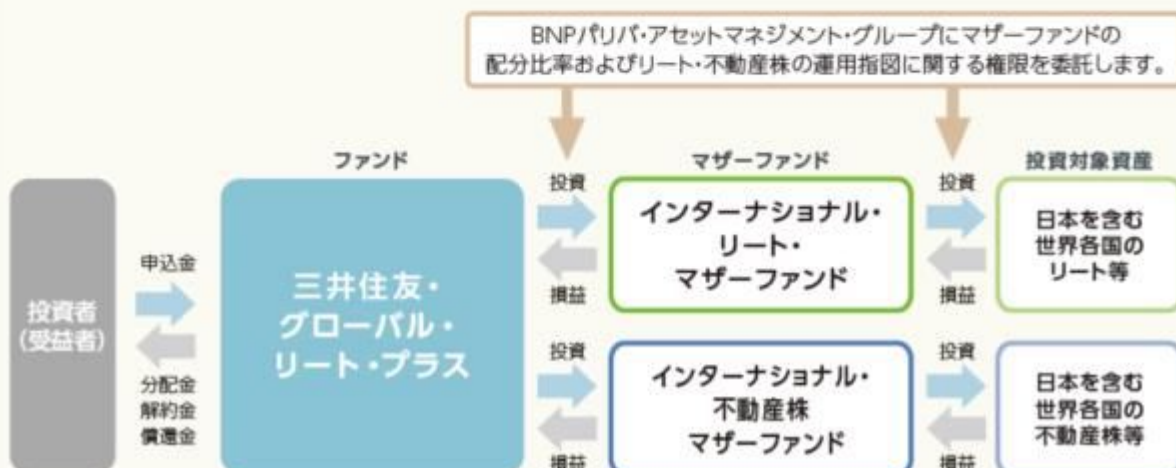 BNPパリバ・アセットマネジメント・グループにマザーファンドの
配分比率およびリート・不動産株の運用指図に関する権限を委託します。
ファンド
マザーファンド
投資対象資産
投資者
(受益者)
申込金
分配金
解約金
償還金
三井住友・
グローバル・
リート・プラス
投資
損益
インターナショナル・
リート・
マザーファンド
投資
損益
日本を含む
世界各国の
リート等
投資
損益
インターナショナル・
不動産株
マザーファンド
投資
損益
日本を含む
世界各国の
不動産株等